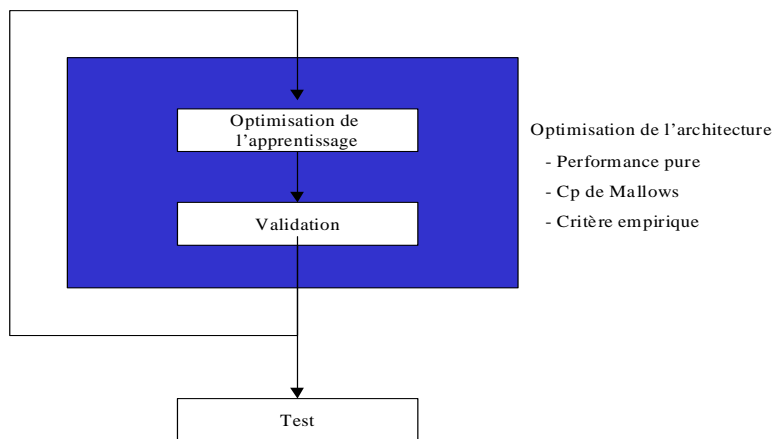 Optimisation de
l'apprentissage
Optimisation de l'architecture
- Performance pure
- Cp de Mallows
- Critère empirique
Validation
Test